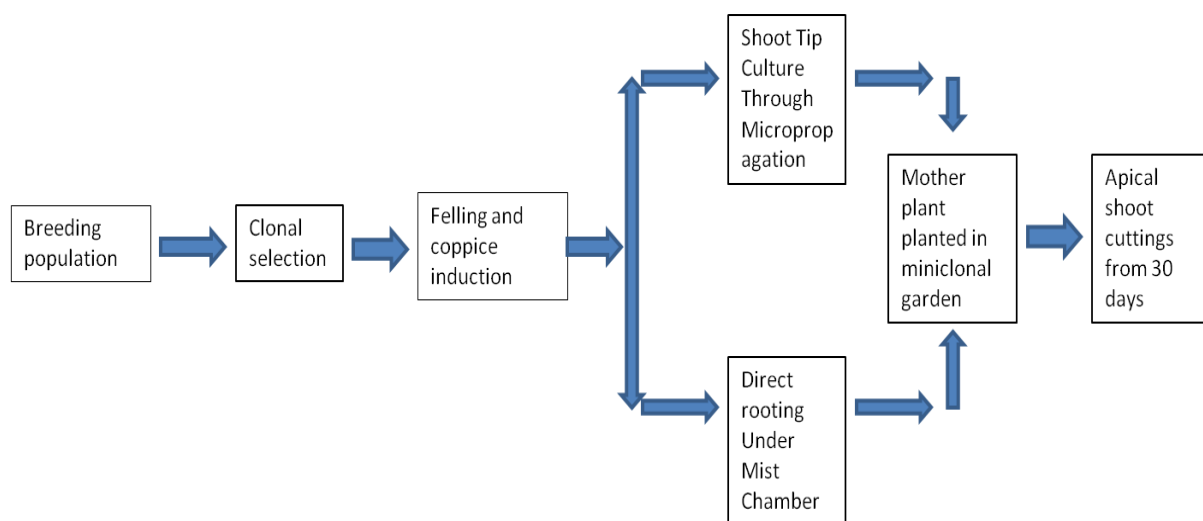 Breeding
population
Clonal
selection
Felling and
coppice
induction
Shoot Tip
Culture
Through
Microprop
agation
Direct
rooting
Under
Mist
Chamber
Mother
plant
planted in
miniclonal
garden
Apical
shoot
cuttings
from 30
days